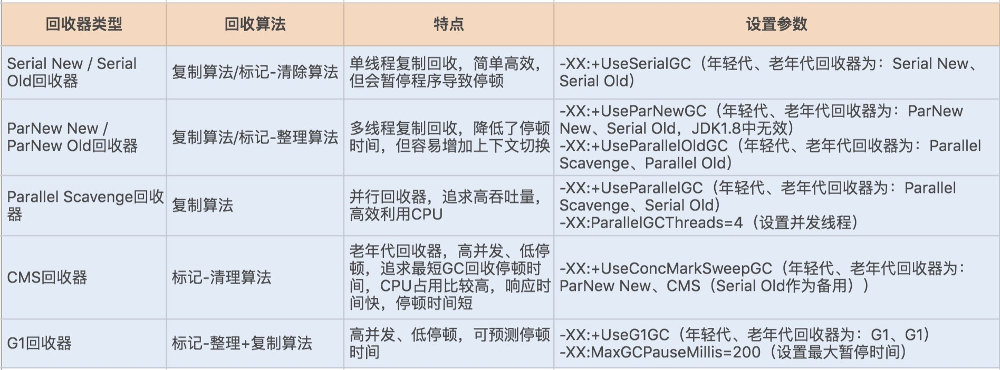 回收器类型
回收算法
特点
设置参数
Serial New / Serial
Old回收器
复制算法/标记-清除算法
单线程复制回收，简单高效，
但会暂停程序导致停顿
-XX:+UseSerialGC（年轻代、老年代回收器为：Serial New、
Serial Old）
ParNew New /
ParNew Old回收器
复制算法/标记-整理算法
多线程复制回收，降低了停顿
时间，但容易增加上下文切换
-XX:+UseParNewGC（年轻代、老年代回收器为：ParNew
New、Serial Old，JDK1.8中无效）
-XX:+UseParallelOldGC（年轻代、老年代回收器为：Parallel
Scavenge、Parallel Old）
Parallel Scavenge回收
器
复制算法
并行回收器，追求高吞吐量，
高效利用CPU
-XX:+UseParallelGC（年轻代、老年代回收器为：Parallel
Scavenge、Serial Old）
-XX:ParallelGCThreads=4（设置并发线程）
CMS回收器
标记-清理算法
老年代回收器，高并发、低停
顿，追求最短GC回收停顿时
间，CPU占用比较高，响应时
间快，停顿时间短
-XX:+UseConcMarkSweepGC（年轻代、老年代回收器为：
ParNew New、CMS（Serial Old作为备用））
G1回收器
标记-整理+复制算法
高并发、低停顿，可预测停顿
时间
-XX:+UseG1GC（年轻代、老年代回收器为：G1、G1）
-XX:MaxGCPauseMillis=200（设置最大暂停时间）